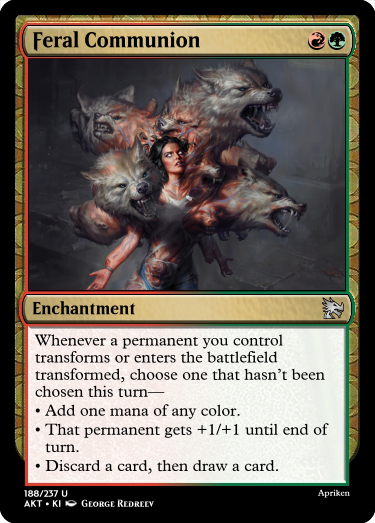 Feral Communion
Enchantment
Whenever a permanent you control
transforms or enters the battlefield
transformed, choose one that hasn't been
chosen this turn—
• Add one mana of any color.
• That permanent gets +1/+1 until end of
turn.
• Discard a card, then draw a card.
188/237 U
Apriken
AKT • KI George Redreev